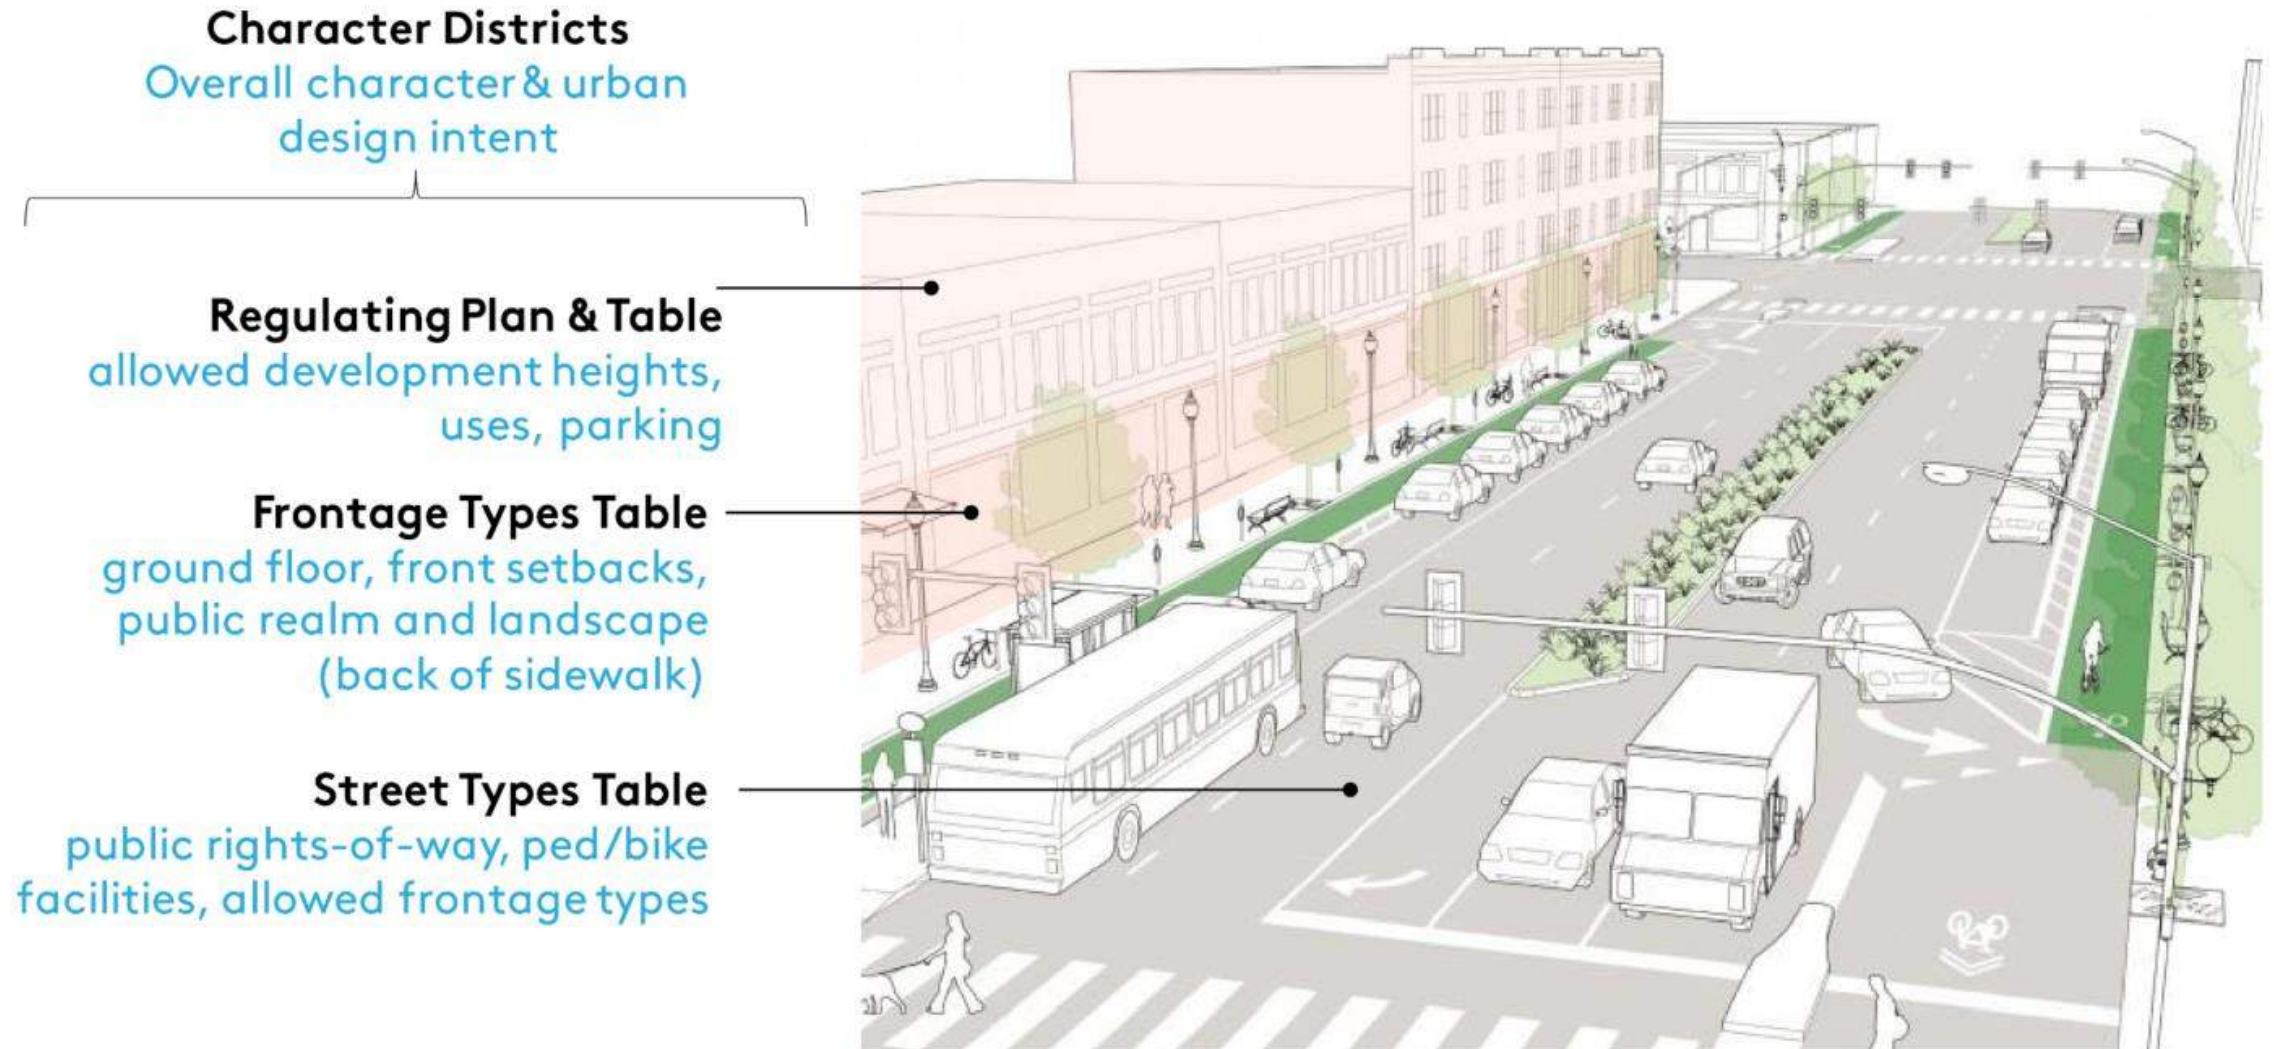 Character Districts
Overall character & urban
design intent
Regulating Plan & Table
allowed development heights,
uses, parking
Frontage Types Table
ground floor, front setbacks,
public realm and landscape
(back of sidewalk)
Street Types Table
public rights-of-way, ped/bike
facilities, allowed frontage types